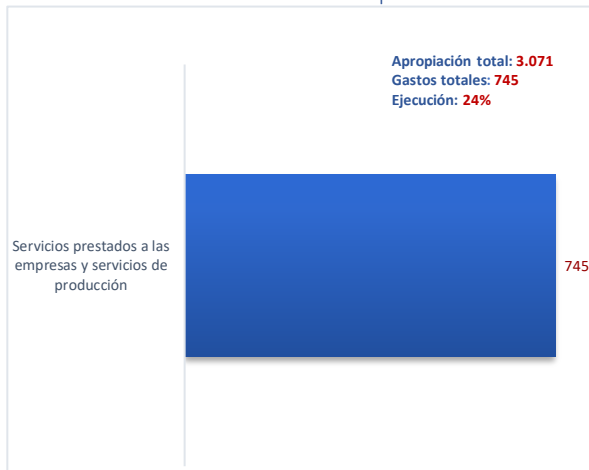 Apropiación total: 3.071
Gastos totales: 745
Ejecución: 24%
Servicios prestados a las
empresas y servicios de
producción
745